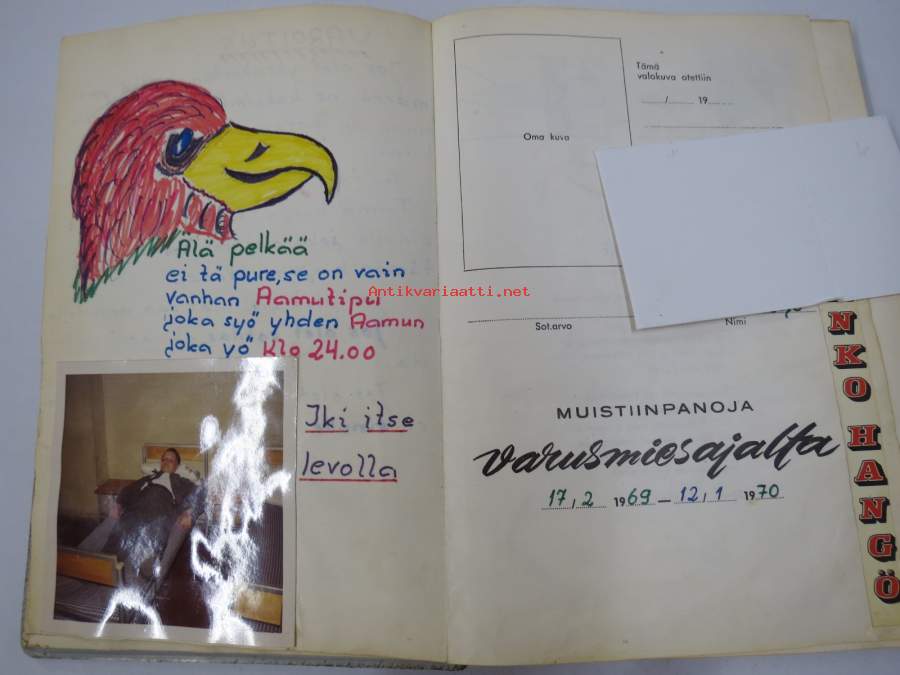 Älä pelkää
ei tä pure, se on vain
vanhan Aamutipu
joka syö yhden Aamun
joka yö Klo 24.00
Iki itse
levolla
Antikvariaatti.net
Tämä
valokuva otettiin
/ 19
Oma kuva
Sot.arvo
Nimi
MUISTIINPANOJA
varusmiesajalta
17,2 1969 – 12,1 1970
NKO HANGÖ